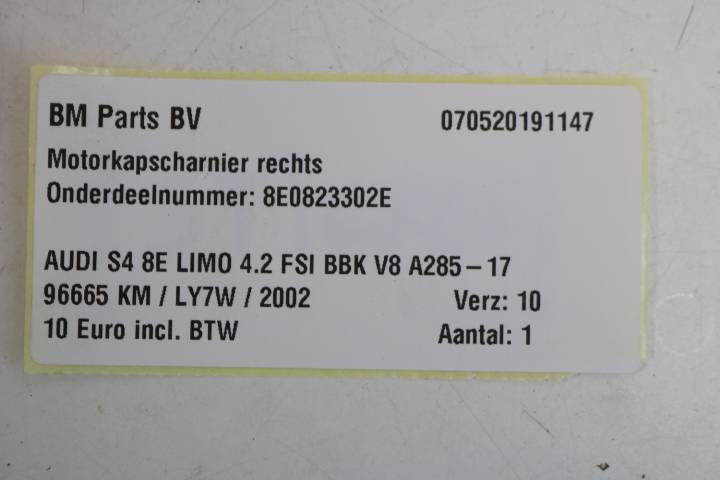 BM Parts BV 070520191147
Motorkapscharnier rechts
Onderdeelnummer: 8E0823302E
AUDI S4 8E LIMO 4.2 FSI BBK V8 A285-17
96665 KM / LY7W / 2002 Verz: 10
10 Euro incl. BTW Aantal: 1